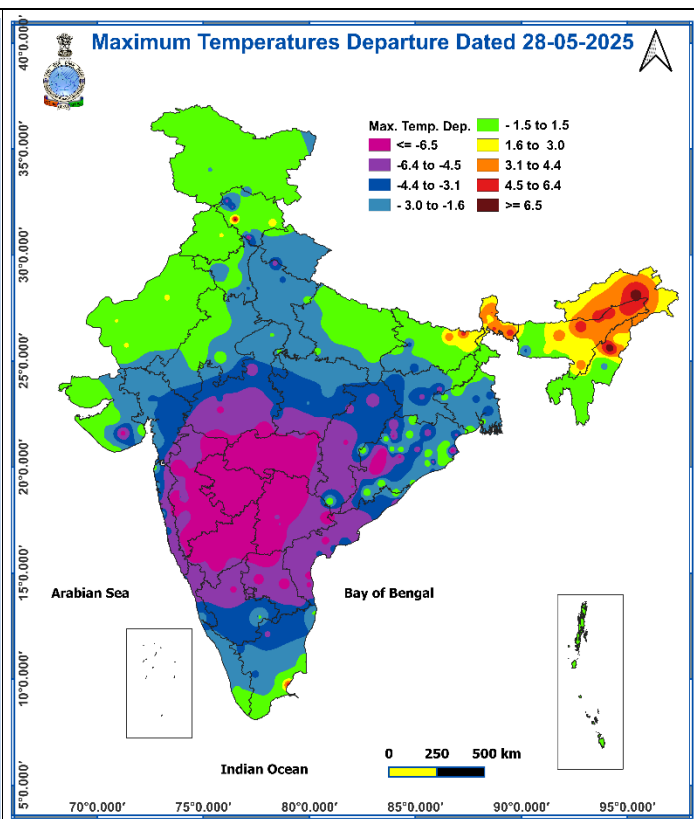 Maximum Temperatures Departure Dated 28-05-2025
40°0.000'
35°0.000'
30°0.000'
25°0.000'
20°0.000'
15°0.000'
10°0.000'
5°0.000'
Max. Temp. Dep.
<= -6.5
-6.4 to -4.5
-4.4 to -3.1
- 3.0 to -1.6
- 1.5 to 1.5
1.6 to 3.0
3.1 to 4.4
4.5 to 6.4
>= 6.5
Arabian Sea
Bay of Bengal
Indian Ocean
0 250 500 km
70°0.000' 75°0.000' 80°0.000' 85°0.000' 90°0.000' 95°0.000'